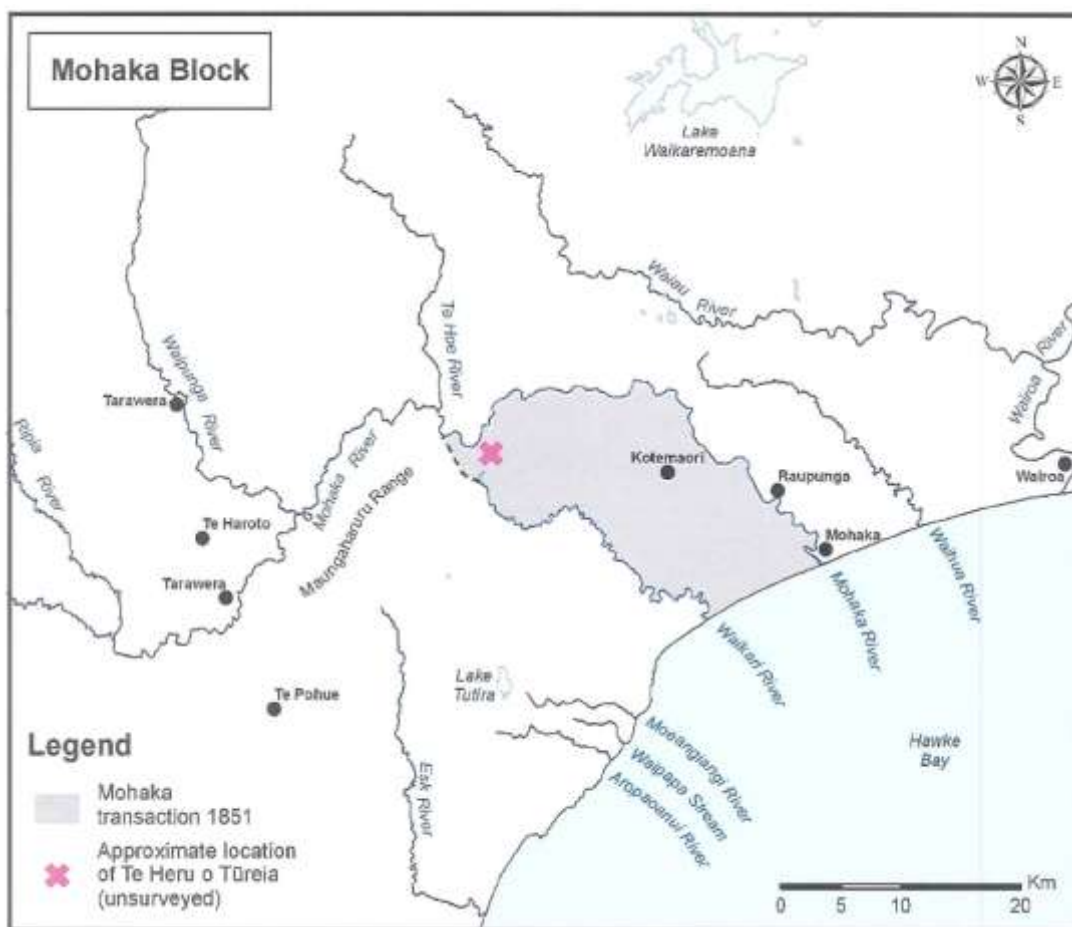 Mohaka Block
N
W E
S
Lake
Waikaremoana
Waiau River
Te Hoe River
Waipunga River
Tarawera
Ripia River
Mohaka River
Wairoa River
Kotemaori
Raupunga
Wairoa
Te Haroto
Maungaharuru Range
Mohaka
Tarawera
Waihua River
Mohaka River
Waikari River
Lake
Tutira
Te Pohue
Moeangiangi River
Waipapa Stream
Aropaoanui River
Hawke
Bay
Esk River
Legend
Mohaka
transaction 1851
Approximate location
of Te Heru o Tūreia
(unsurveyed)
Km
0 5 10 20